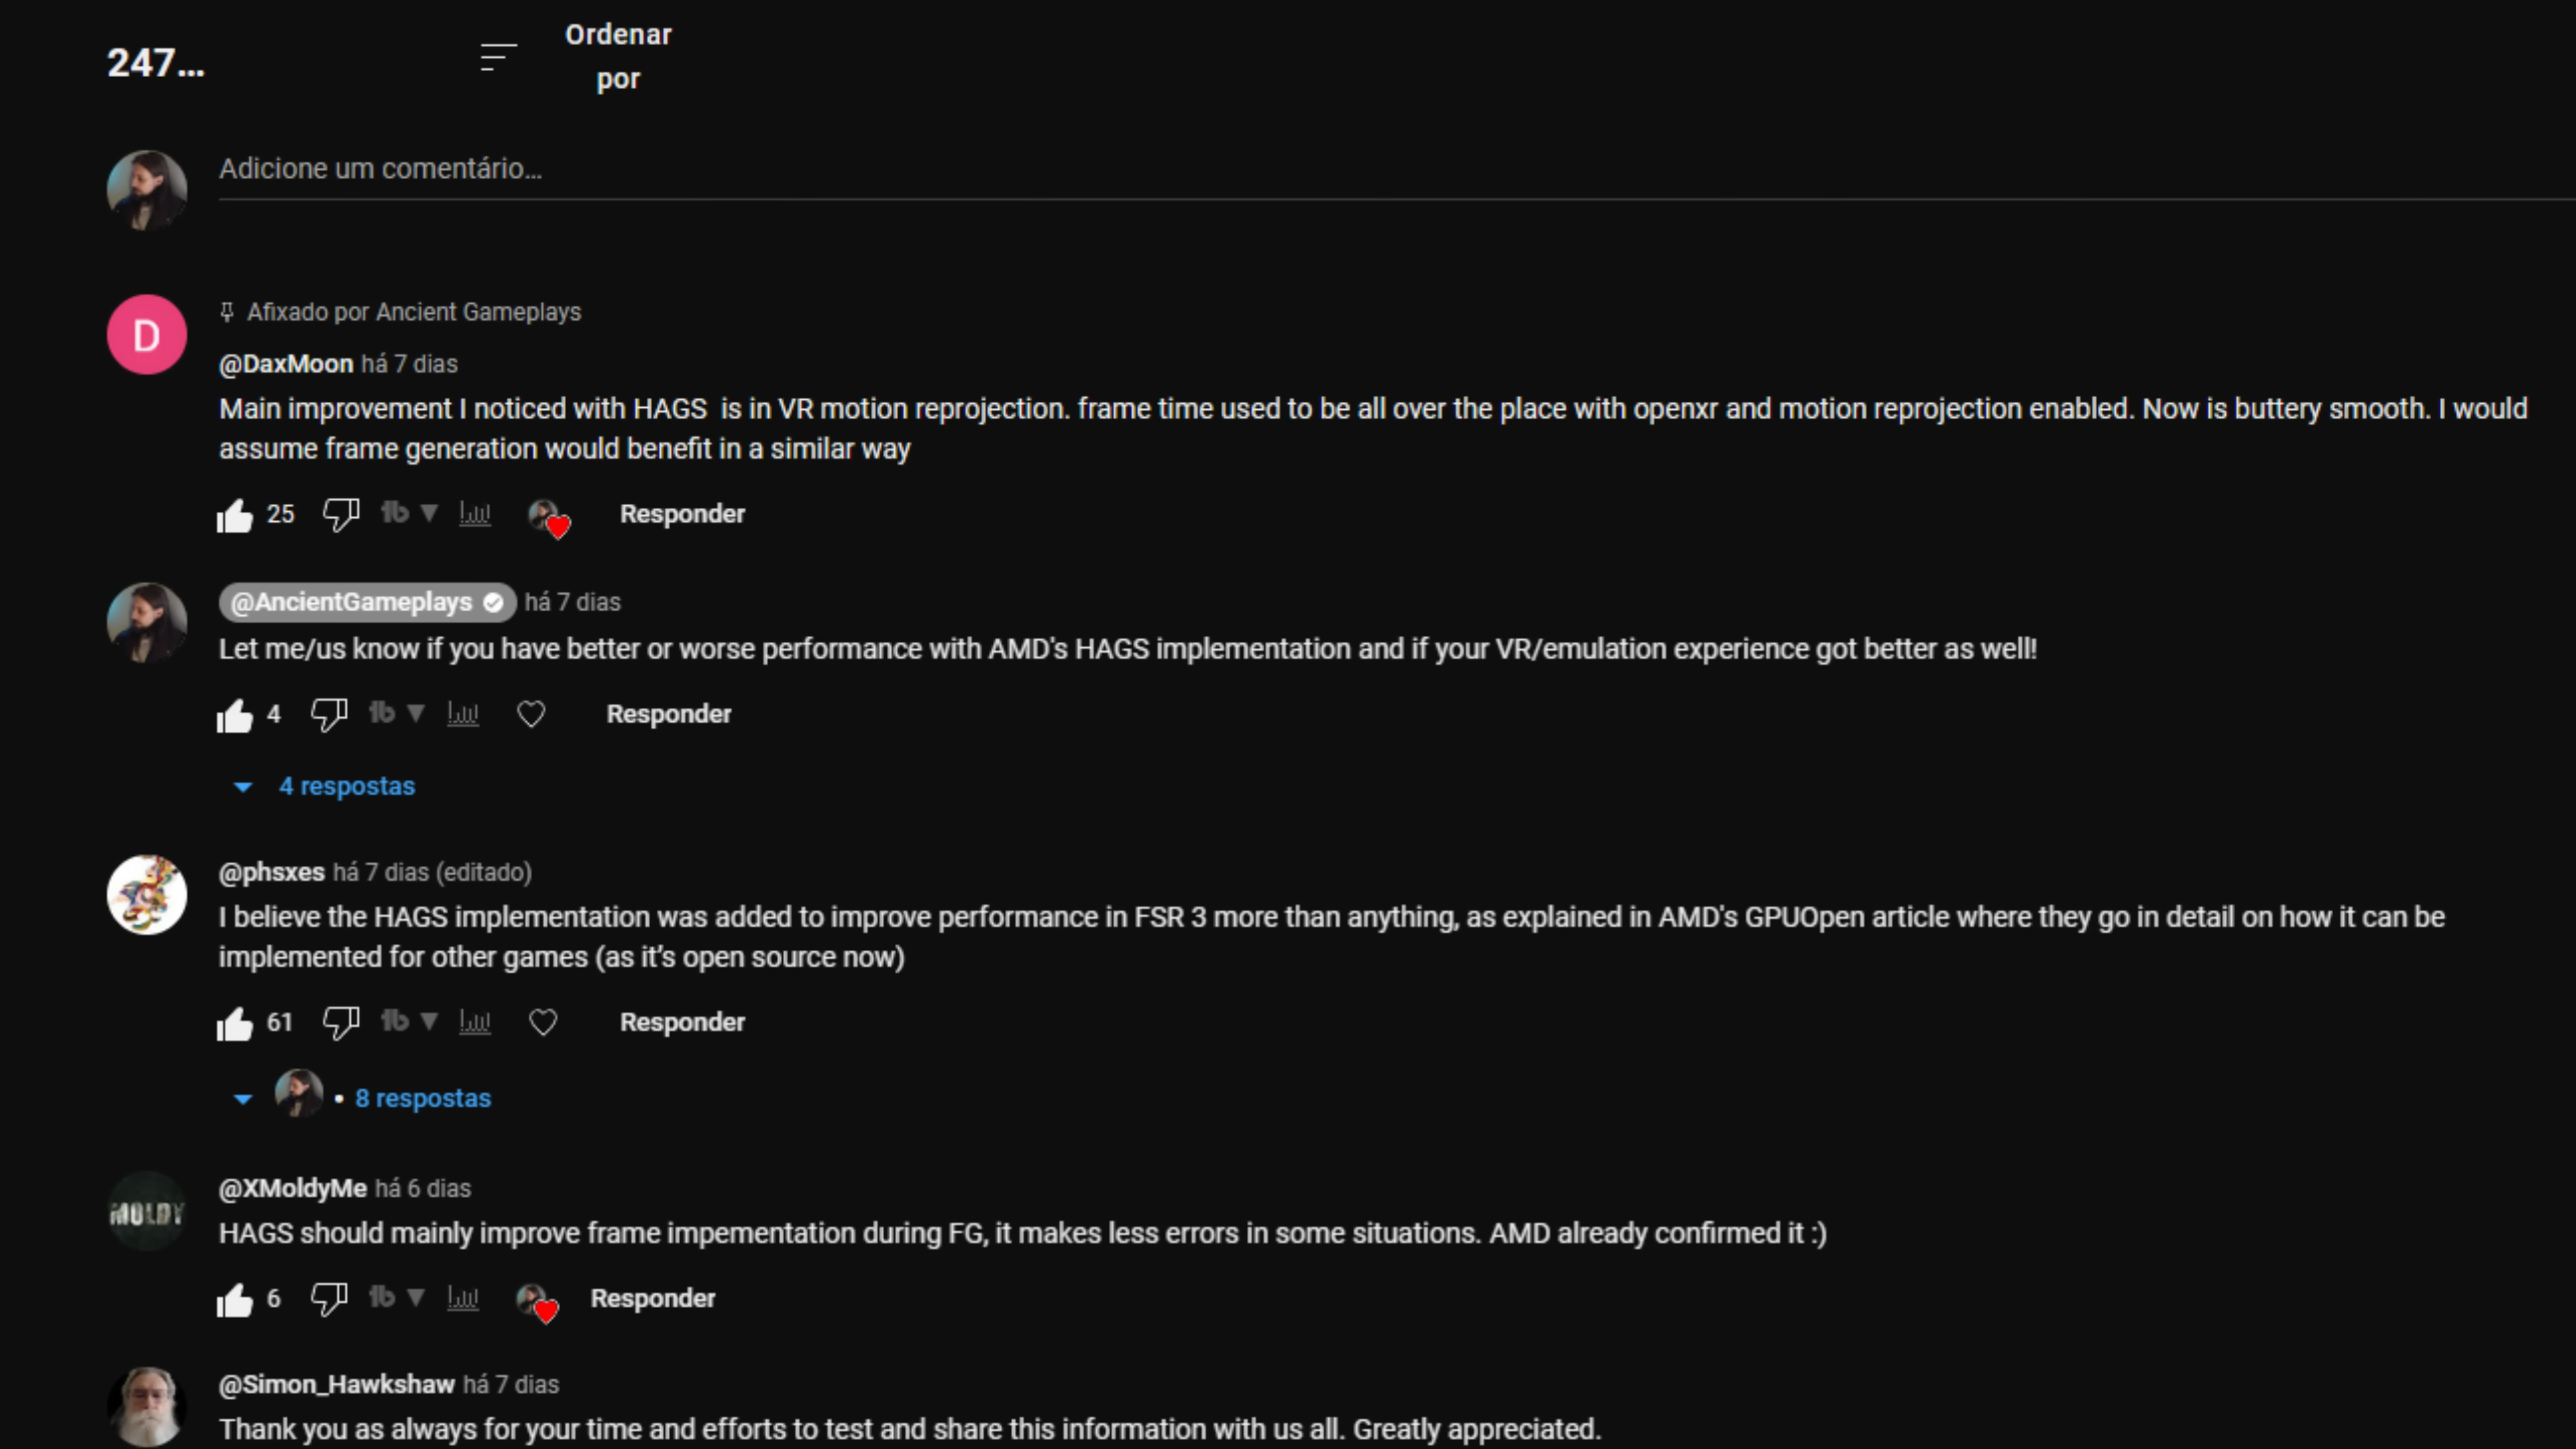 247...
Ordenar
por
Adicione um comentário...
D
Afixado por Ancient Gameplays
@DaxMoon há 7 dias
Main improvement I noticed with HAGS  is in VR motion reprojection. frame time used to be all over the place with openxr and motion reprojection enabled. Now is buttery smooth. I would
assume frame generation would benefit in a similar way
25
Responder
@AncientGameplays há 7 dias
Let me/us know if you have better or worse performance with AMD's HAGS implementation and if your VR/emulation experience got better as well!
4
Responder
4 respostas
@phsxes há 7 dias (editado)
I believe the HAGS implementation was added to improve performance in FSR 3 more than anything, as explained in AMD's GPUOpen article where they go in detail on how it can be
implemented for other games (as it's open source now)
61
Responder
• 8 respostas
@XMoldyMe há 6 dias
MOLDY
HAGS should mainly improve frame impementation during FG, it makes less errors in some situations. AMD already confirmed it :)
6
Responder
@Simon_Hawkshaw há 7 dias
Thank you as always for your time and efforts to test and share this information with us all. Greatly appreciated.